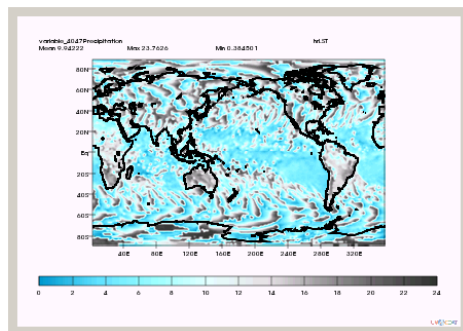 variable_4047Precipitation hrLST
Mean 9.94222 Max 23.7626 Min 0.384501
80N
60N
40N
20N
Eq
20S
40S
60S
80S
40E 80E 120E 160E 200E 240E 280E 320E
0 2 4 6 8 10 12 14 16 18 20 22 24